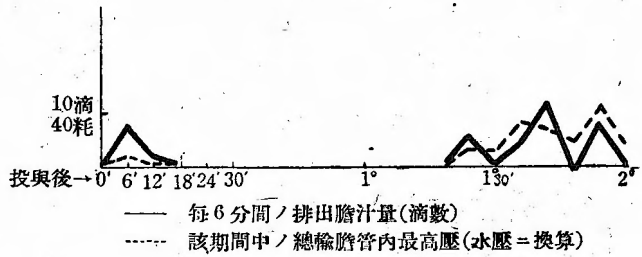 10滴
40粍
投與後→0' 6' 12' 18' 24' 30' 1° 1°30' 2°
—— 每6分間ノ排出膽汁量(滴數)
---- 該期間中ノ總輸膽管内最高壓(水壓=換算)